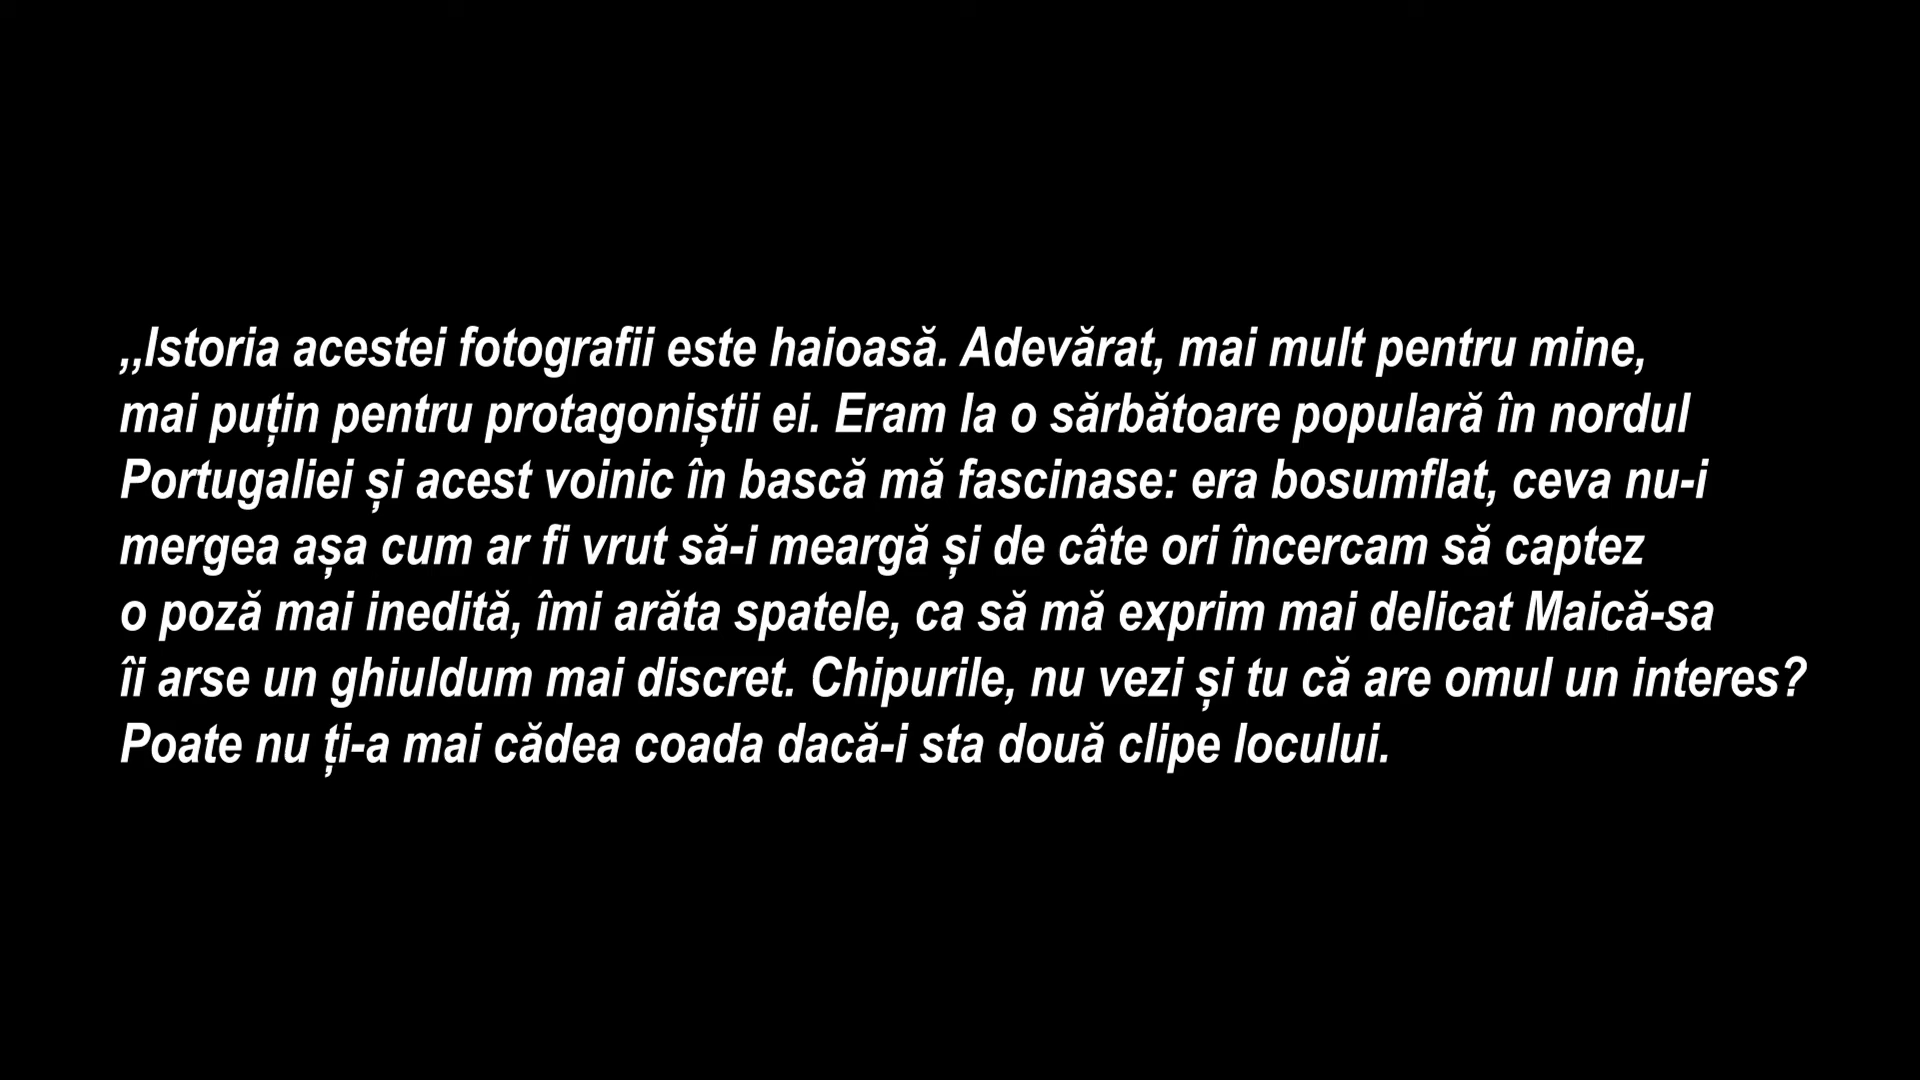 ,,Istoria acestei fotografii este haioasă. Adevărat, mai mult pentru mine,
mai puțin pentru protagoniștii ei. Eram la o sărbătoare populară în nordul
Portugaliei și acest voinic în bască mă fascinase: era bosumflat, ceva nu-i
mergea așa cum ar fi vrut să-i meargă și de câte ori încercam să captez
o poză mai inedită, îmi arăta spatele, ca să mă exprim mai delicat Maică-sa
îi arse un ghiuldum mai discret. Chipurile, nu vezi și tu că are omul un interes?
Poate nu ți-a mai cădea coada dacă-i sta două clipe locului.